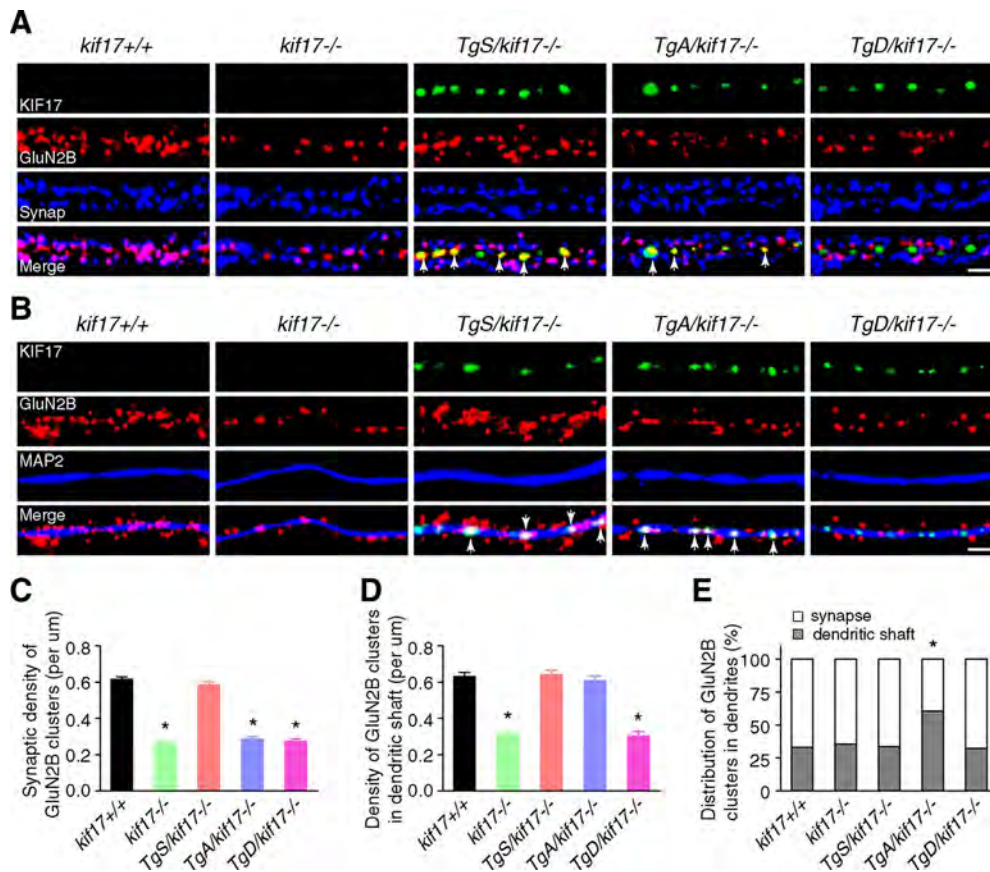 A
kif17+/+ kif17-/- TgS/kif17-/- TgA/kif17-/- TgD/kif17-/-
KIF17
GluN2B
Synap
Merge
B
kif17+/+ kif17-/- TgS/kif17-/- TgA/kif17-/- TgD/kif17-/-
KIF17
GluN2B
MAP2
Merge
C
Synaptic density of
GluN2B clusters (per um)
0.8
0.6
0.4
0.2
0.0
* * *
kif17+/+ kif17-/- TgS/kif17-/- TgA/kif17-/- TgD/kif17-/-
D
Density of GluN2B clusters
in dendritic shaft (per um)
0.8
0.6
0.4
0.2
0.0
* *
kif17+/+ kif17-/- TgS/kif17-/- TgA/kif17-/- TgD/kif17-/-
E
synapse
dendritic shaft
Distribution of GluN2B
clusters in dendrites (%)
100
75
50
25
0
*
kif17+/+ kif17-/- TgS/kif17-/- TgA/kif17-/- TgD/kif17-/-